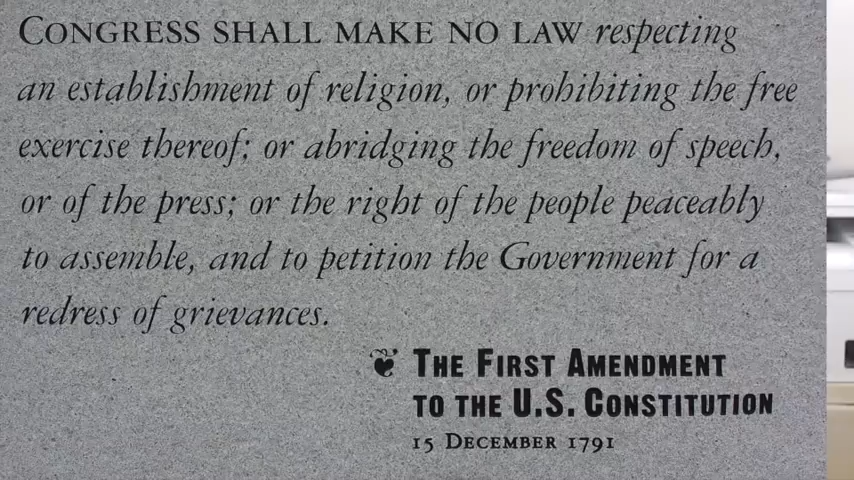 CONGRESS SHALL MAKE NO LAW respecting
an establishment of religion, or prohibiting the free
exercise thereof; or abridging the freedom of speech,
or of the press; or the right of the people peaceably
to assemble, and to petition the Government for a
redress of grievances.
THE FIRST AMENDMENT
TO THE U.S. CONSTITUTION
15 DECEMBER 1791